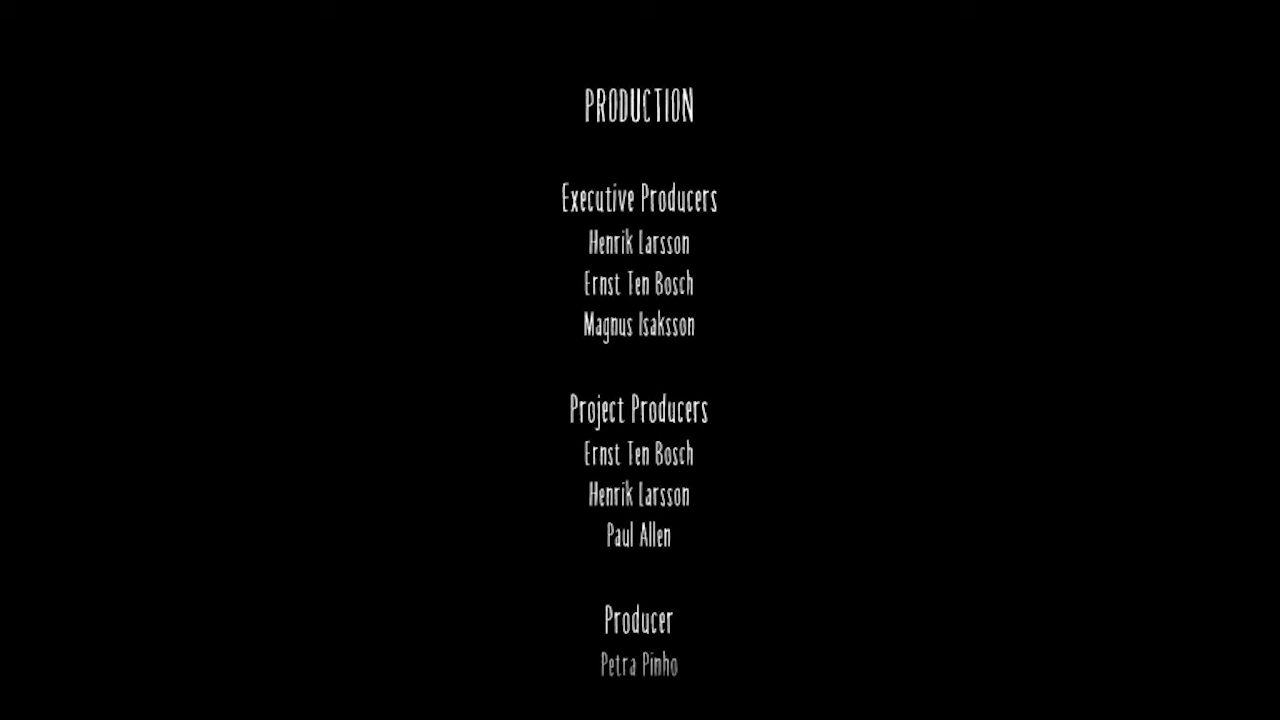 PRODUCTION
Executive Producers
Henrik Larsson
Ernst Ten Bosch
Magnus Isaksson
Project Producers
Ernst Ten Bosch
Henrik Larsson
Paul Allen
Producer
Petra Pinho